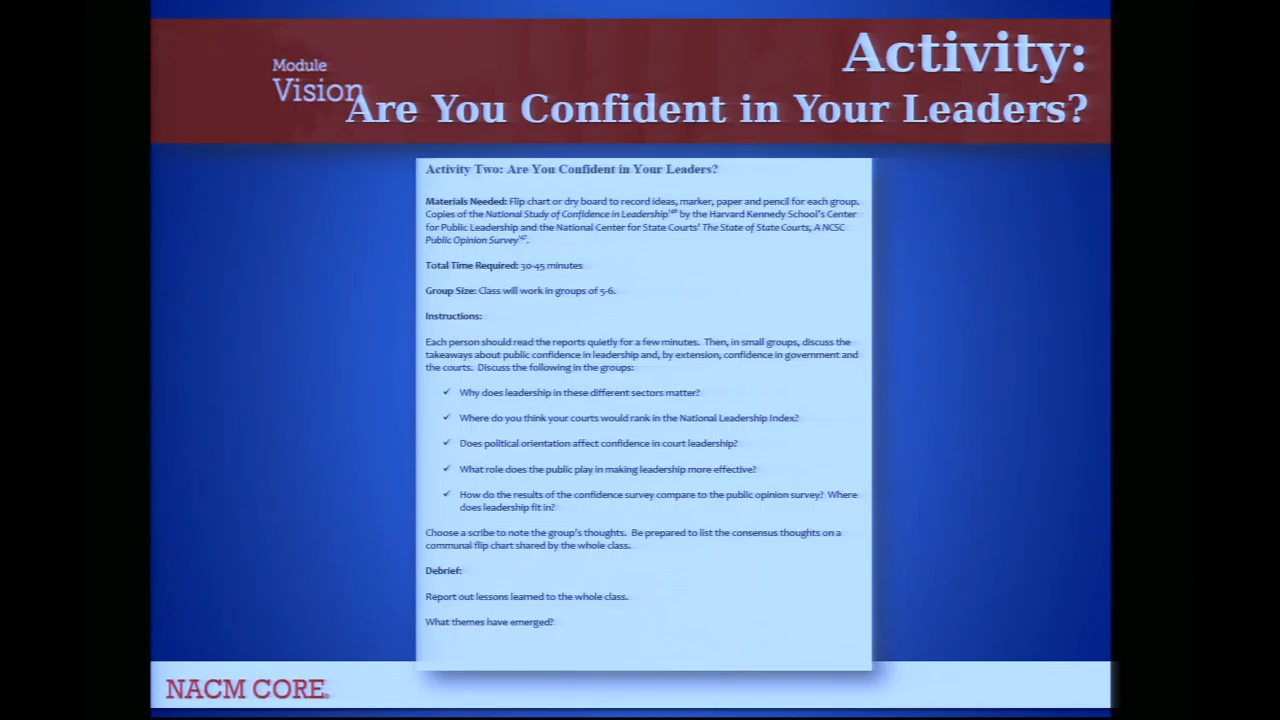 Module
Vision
Activity:
Are You Confident in Your Leaders?
Activity Two: Are You Confident in Your Leaders?
Materials Needed: Flip chart or dry board to record ideas, marker, paper and pencil for each group.
Copies of the National Study of Confidence in Leadership by the Harvard Kennedy School's Center
for Public Leadership and the National Center for State Courts' The State of State Courts, A NCSC
Public Opinion Survey.
Total Time Required: 30-45 minutes
Group Size: Class will work in groups of 5-6.
Instructions:
Each person should read the reports quietly for a few minutes. Then, in small groups, discuss the
takeaways about public confidence in leadership and, by extension, confidence in government and
the courts. Discuss the following in the groups:
✓ Why does leadership in these different sectors matter?
✓ Where do you think your courts would rank in the National Leadership Index?
✓ Does political orientation affect confidence in court leadership?
✓ What role does the public play in making leadership more effective?
✓ How do the results of the confidence survey compare to the public opinion survey? Where
does leadership fit in?
Choose a scribe to note the group's thoughts. Be prepared to list the consensus thoughts on a
communal flip chart shared by the whole class.
Debrief:
Report out lessons learned to the whole class.
What themes have emerged?
NACM CORE